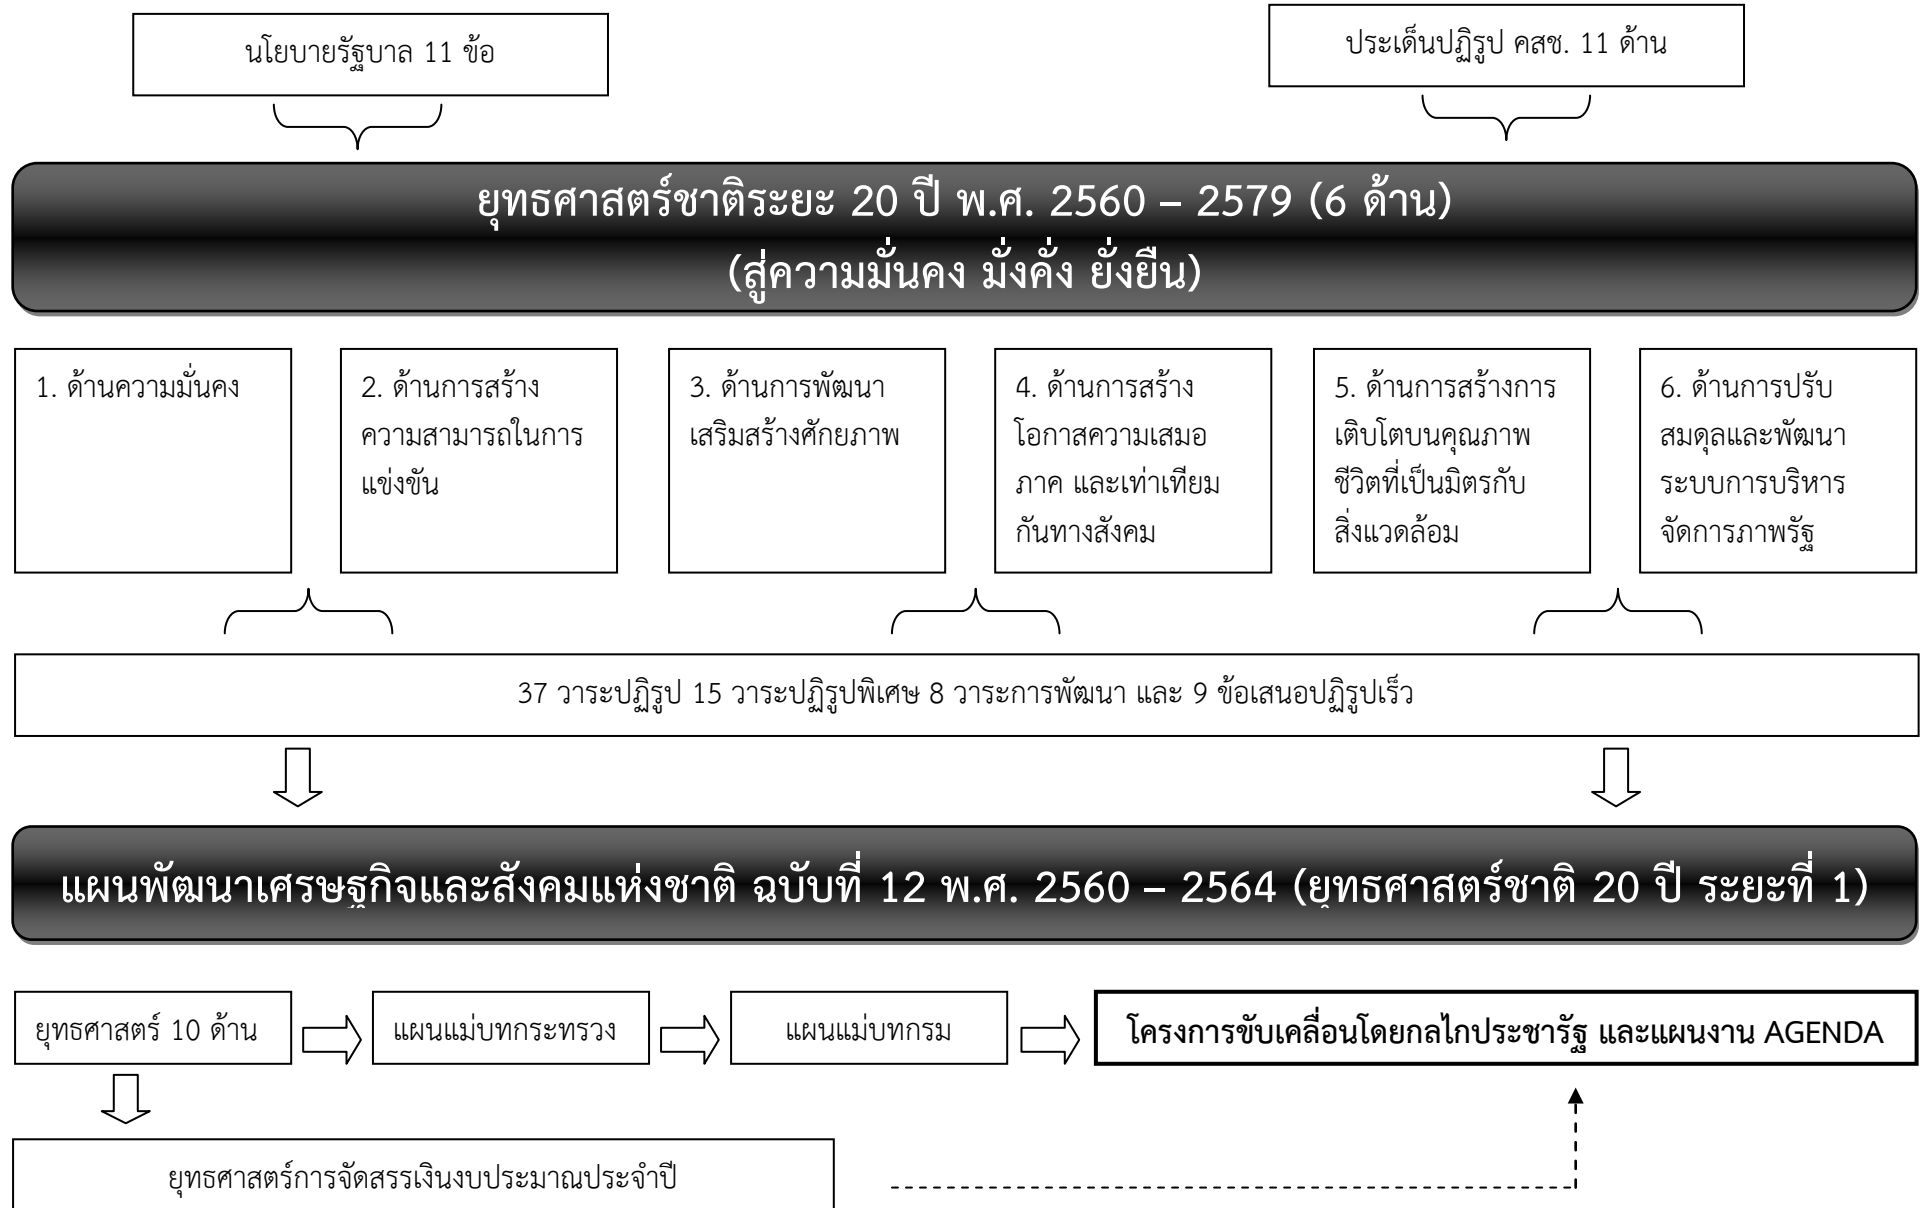 นโยบายรัฐบาล 11 ข้อ
ประเด็นปฏิรูป คสช. 11 ด้าน
ยุทธศาสตร์ชาติระยะ 20 ปี พ.ศ. 2560 – 2579 (6 ด้าน)
(สู่ความมั่นคง มั่งคั่ง ยั่งยืน)
1. ด้านความมั่นคง
2. ด้านการสร้าง
ความสามารถในการ
แข่งขัน
3. ด้านการพัฒนา
เสริมสร้างศักยภาพ
4. ด้านการสร้าง
โอกาสความเสมอ
ภาค และเท่าเทียม
กันทางสังคม
5. ด้านการสร้างการ
เติบโตบนคุณภาพ
ชีวิตที่เป็นมิตรกับ
สิ่งแวดล้อม
6. ด้านการปรับ
สมดุลและพัฒนา
ระบบการบริหาร
จัดการภาพรัฐ
37 วาระปฏิรูป 15 วาระปฏิรูปพิเศษ 8 วาระการพัฒนา และ 9 ข้อเสนอปฏิรูปเร็ว
แผนพัฒนาเศรษฐกิจและสังคมแห่งชาติ ฉบับที่ 12 พ.ศ. 2560 – 2564 (ยุทธศาสตร์ชาติ 20 ปี ระยะที่ 1)
ยุทธศาสตร์ 10 ด้าน
แผนแม่บทกระทรวง
แผนแม่บทกรม
โครงการขับเคลื่อนโดยกลไกประชารัฐ และแผนงาน AGENDA
ยุทธศาสตร์การจัดสรรเงินงบประมาณประจำปี